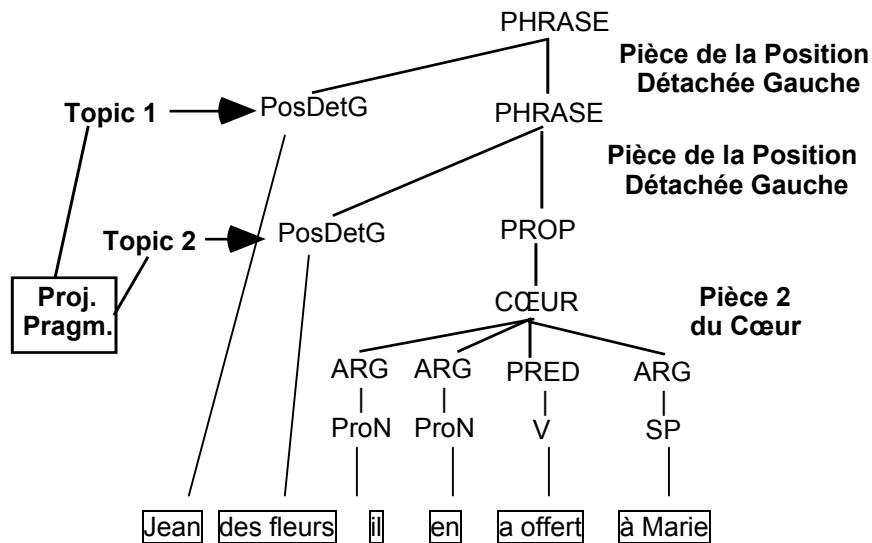 PHRASE
Pièce de la Position
Détachée Gauche
Topic 1
PosDetG
PHRASE
Pièce de la Position
Détachée Gauche
Topic 2
PosDetG
PROP
Proj.
Pragm.
CŒUR
Pièce 2
du Cœur
ARG ARG PRED ARG
ProN ProN V SP
Jean des fleurs il en a offert à Marie